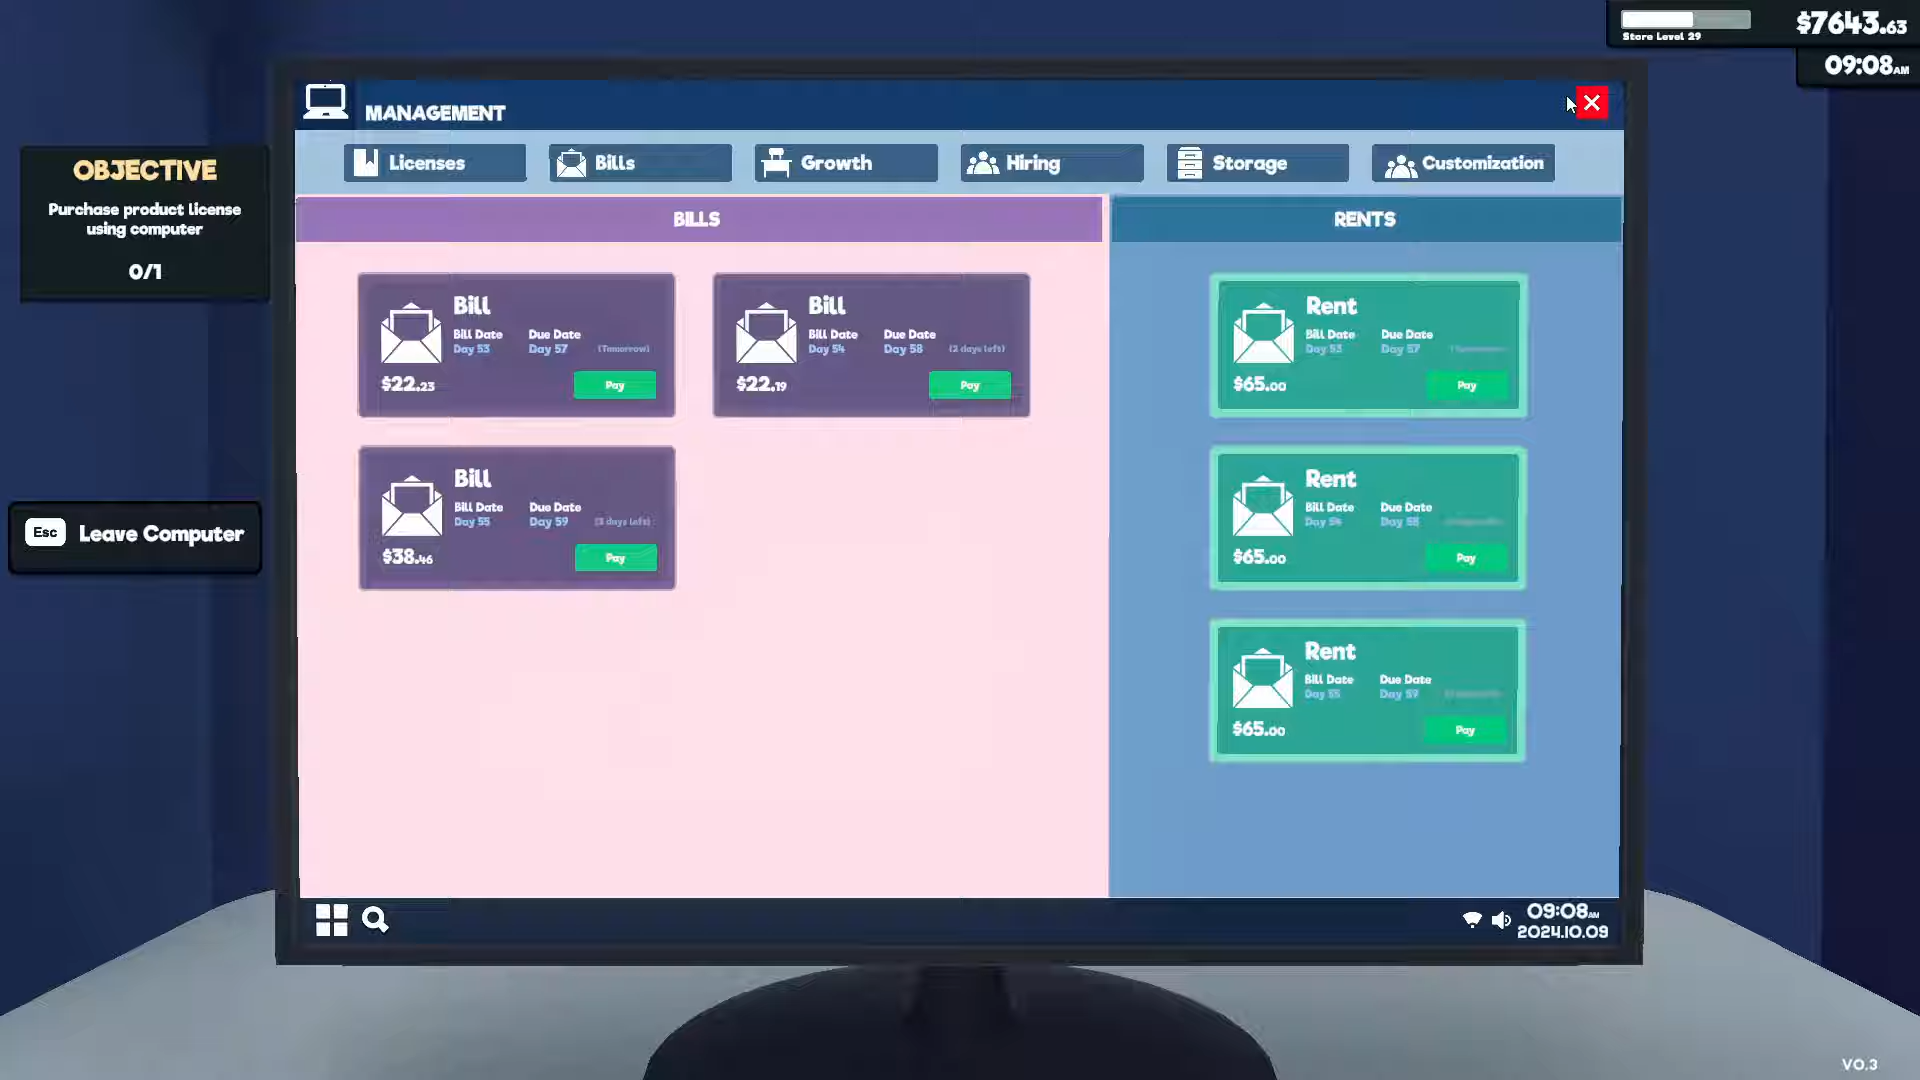 $7643.63
Store Level 29
09:08AM
MANAGEMENT
Licenses
Bills
Growth
Hiring
Storage
Customization
OBJECTIVE
Purchase product license
using computer
0/1
Esc Leave Computer
BILLS
Bill
Bill Date Due Date
Day 53 Day 57 (Tomorrow)
$22.23 Pay
Bill
Bill Date Due Date
Day 54 Day 58 (2 days left)
$22.19 Pay
Bill
Bill Date Due Date
Day 55 Day 59 (3 days left)
$38.46 Pay
RENTS
Rent
Bill Date Due Date
Day 53 Day 57
$65.00 Pay
Rent
Bill Date Due Date
Day 54 Day 58
$65.00 Pay
Rent
Bill Date Due Date
Day 55 Day 59
$65.00 Pay
09:08AM
2024.10.09
V0.3